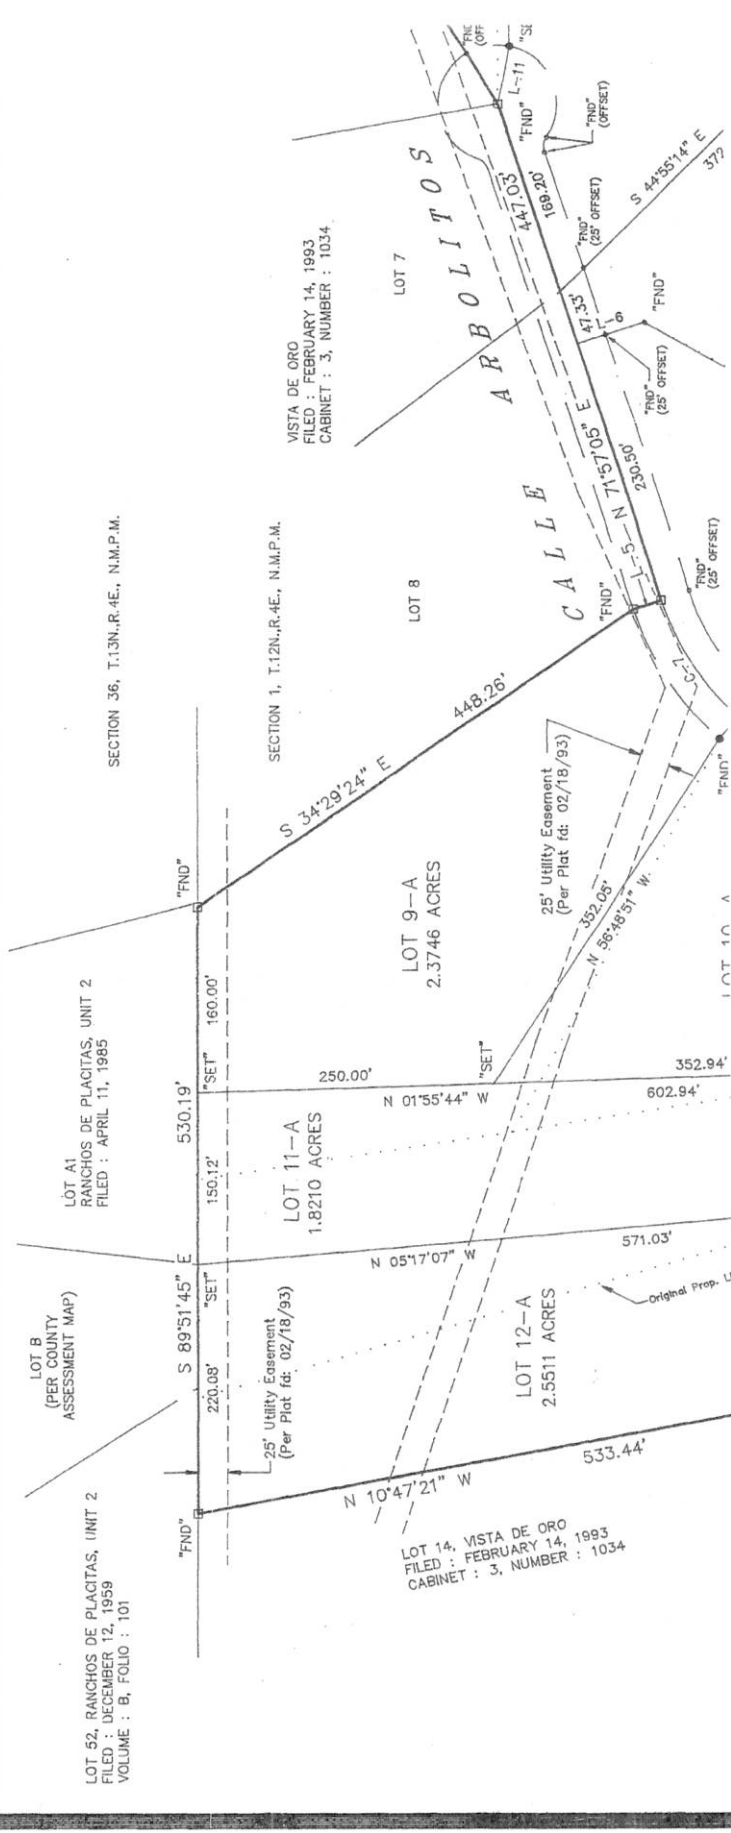 LOT 52, RANCHOS DE PLACITAS, UNIT 2
FILED : DECEMBER 12, 1959
VOLUME : B, FOLIO : 101
LOT B
(PER COUNTY
ASSESSMENT MAP)
LOT A1
RANCHOS DE PLACITAS, UNIT 2
FILED : APRIL 11, 1985
SECTION 36, T.13N.,R.4E., N.M.P.M.
SECTION 1, T.12N.,R.4E., N.M.P.M.
VISTA DE ORO
FILED : FEBRUARY 14, 1993
CABINET : 3, NUMBER : 1034
"FND"
S 89°51'45" E
530.19'
"FND"
220.08'
"SET"
150.12'
"SET"
160.00'
25' Utility Easement
(Per Plat fd: 02/18/93)
S 34°29'24" E
448.26'
LOT 7
LOT 8
CALLE ARBOLITOS
LOT 11-A
1.8210 ACRES
LOT 9-A
2.3746 ACRES
250.00'
N 01°55'44" W
"SET"
352.94'
602.94'
N 05°17'07" W
571.03'
N 10°47'21" W
533.44'
LOT 12-A
2.5511 ACRES
Original Prop.
LOT 14, VISTA DE ORO
FILED : FEBRUARY 14, 1993
CABINET : 3, NUMBER : 1034
25' Utility Easement
(Per Plat fd: 02/18/93)
352.05'
N 56°48'51" W
"FND"
LOT 10
"FND"
L-5
C-7
N 71°57'05" E
447.03'
230.50'
47.33'
169.20'
"FND"
(25' OFFSET)
"FND"
(25' OFFSET)
"FND"
"FND"
(25' OFFSET)
S 44°55'14" E
"FND"
(OFFSET)
"FND"
L-11